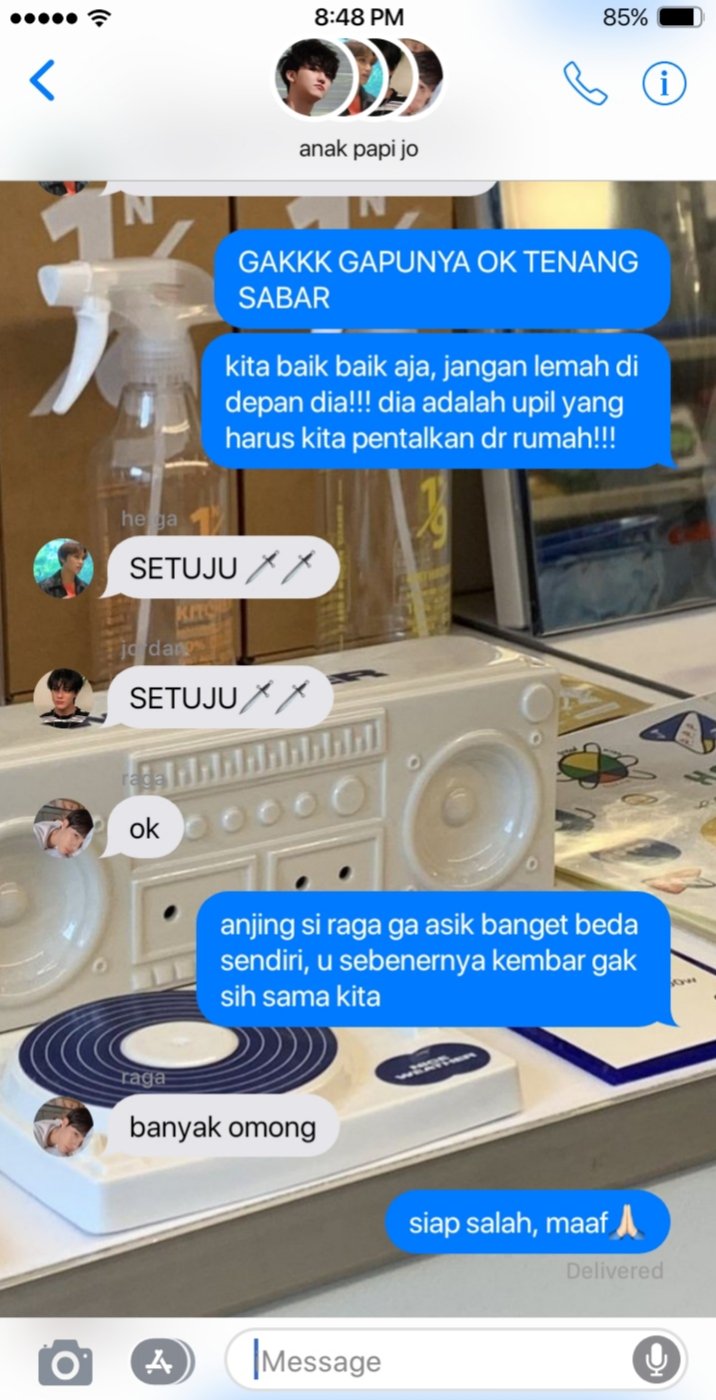 8:48 PM
85%
anak papi jo
GAKKK GAPUNYA OK TENANG
SABAR
kita baik baik aja, jangan lemah di
depan dia!!! dia adalah upil yang
harus kita pentalkan dr rumah!!!
helga
SETUJU 🗡️🗡️
jordan
SETUJU 🗡️🗡️
raga
ok
anjing si raga ga asik banget beda
sendiri, u sebenernya kembar gak
sih sama kita
NICE
WEATHER
raga
banyak omong
siap salah, maaf🙏🏻
Delivered
Message